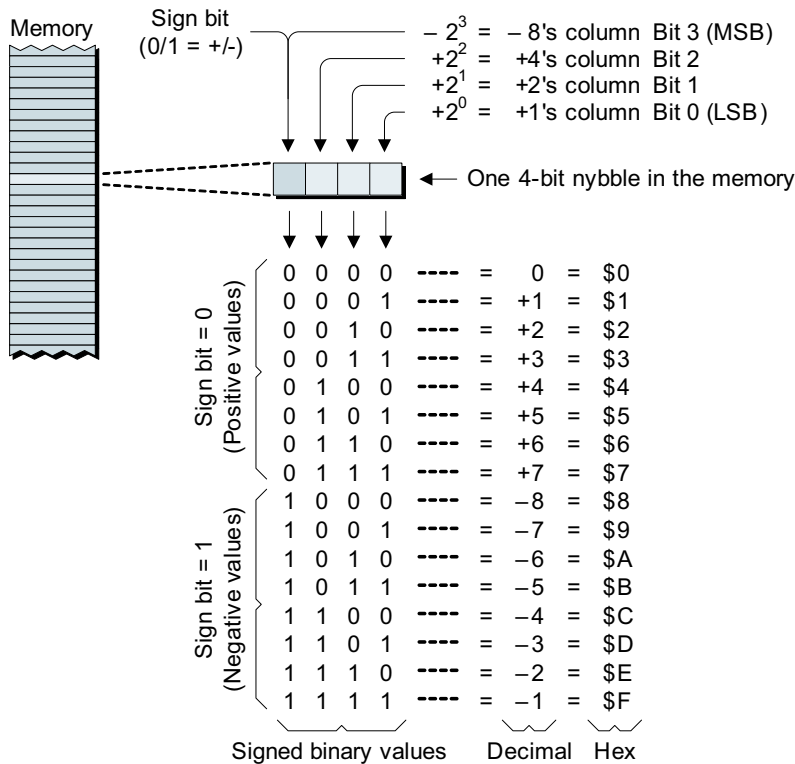 Memory
Sign bit
(0/1 = +/-)
– 2³ = – 8's column Bit 3 (MSB)
+2² = +4's column Bit 2
+2¹ = +2's column Bit 1
+2⁰ = +1's column Bit 0 (LSB)
One 4-bit nybble in the memory
Sign bit = 0
(Positive values)
0 0 0 0 ---- = 0 = $0
0 0 0 1 ---- = +1 = $1
0 0 1 0 ---- = +2 = $2
0 0 1 1 ---- = +3 = $3
0 1 0 0 ---- = +4 = $4
0 1 0 1 ---- = +5 = $5
0 1 1 0 ---- = +6 = $6
0 1 1 1 ---- = +7 = $7
Sign bit = 1
(Negative values)
1 0 0 0 ---- = –8 = $8
1 0 0 1 ---- = –7 = $9
1 0 1 0 ---- = –6 = $A
1 0 1 1 ---- = –5 = $B
1 1 0 0 ---- = –4 = $C
1 1 0 1 ---- = –3 = $D
1 1 1 0 ---- = –2 = $E
1 1 1 1 ---- = –1 = $F
Signed binary values Decimal Hex